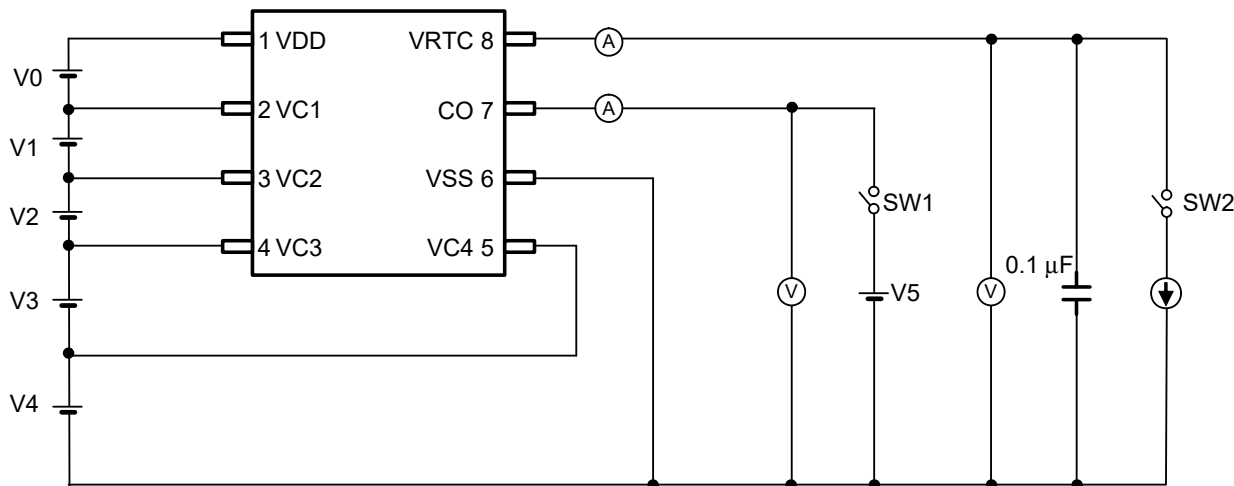 1 VDD VRTC 8 A
V0
2 VC1 CO 7 A
V1
3 VC2 VSS 6
SW1 SW2
V2
4 VC3 VC4 5
0.1 μF
V3 V V5 V
V4